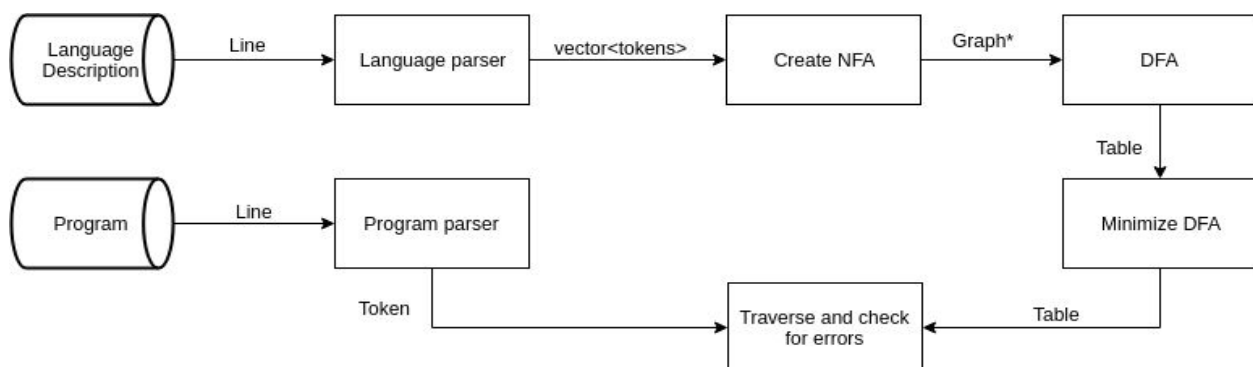 Language
Description
Line
Language parser
vector<tokens>
Create NFA
Graph*
DFA
Table
Program
Line
Program parser
Minimize DFA
Token
Traverse and check
for errors
Table